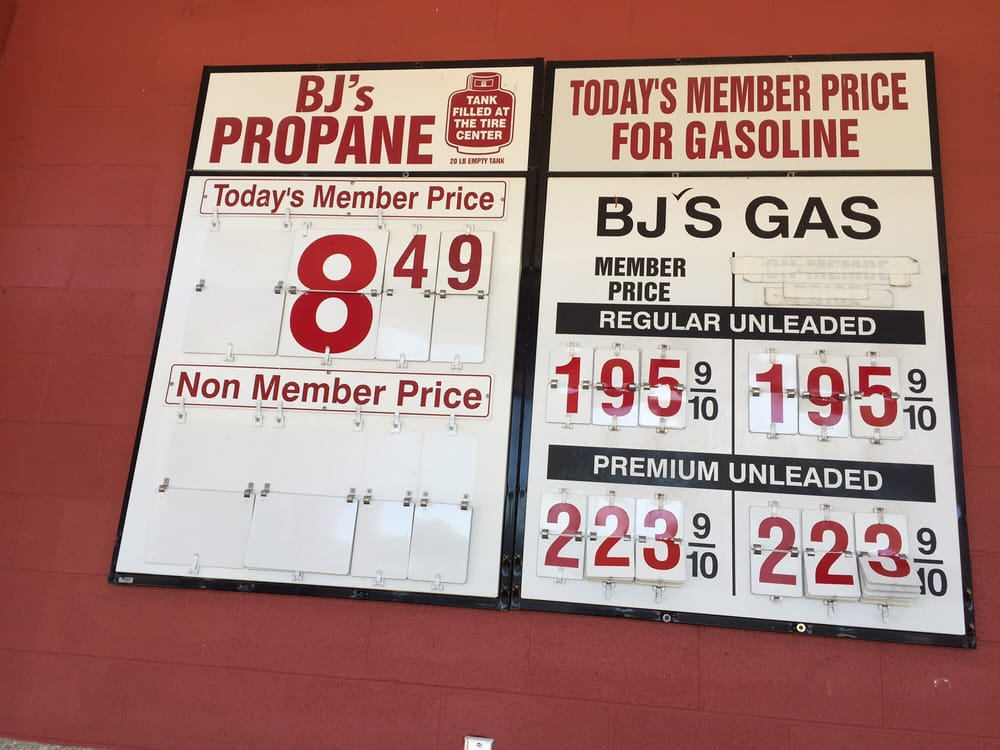 BJ's
PROPANE
TANK
FILLED AT
THE TIRE
CENTER
20 LB EMPTY TANK
Today's Member Price
8 49
Non Member Price
TODAY'S MEMBER PRICE
FOR GASOLINE
BJ'S GAS
MEMBER
PRICE
REGULAR UNLEADED
195 9/10 195 9/10
PREMIUM UNLEADED
223 9/10 223 9/10